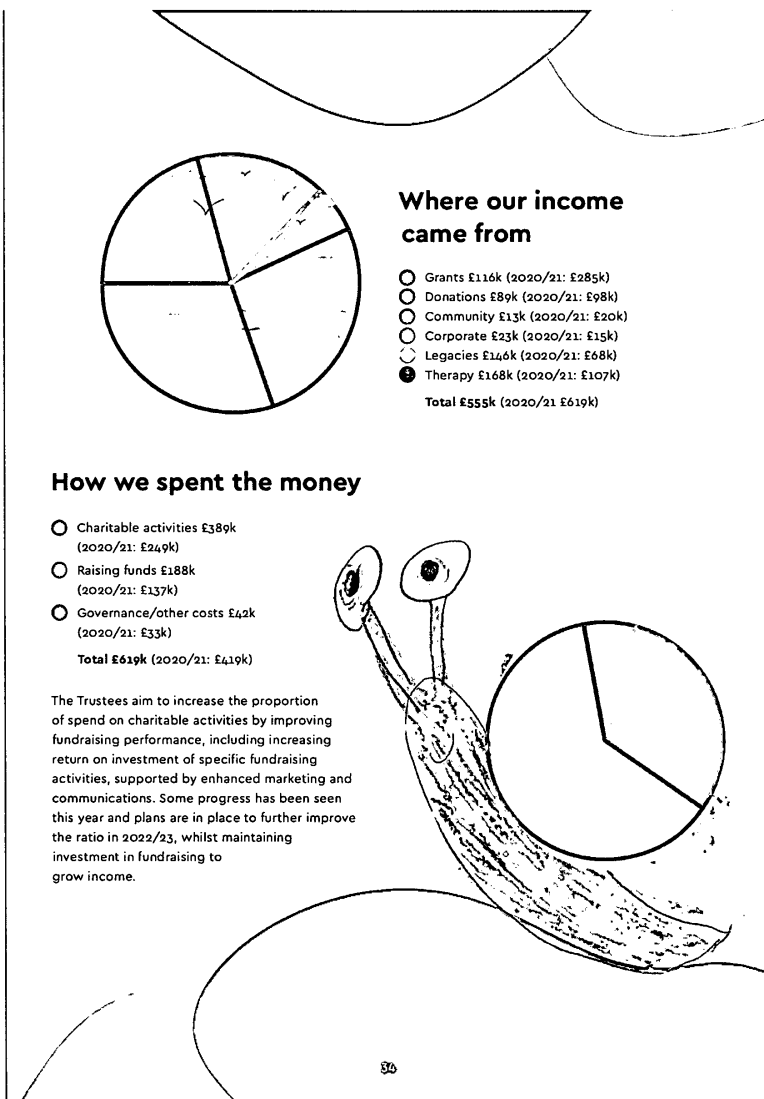 Where our income
came from
Grants £116k (2020/21: £285k)
Donations £89k (2020/21: £98k)
Community £13k (2020/21: £20k)
Corporate £23k (2020/21: £15k)
Legacies £146k (2020/21: £68k)
Therapy £168k (2020/21: £107k)
Total £555k (2020/21 £619k)
How we spent the money
Charitable activities £389k
(2020/21: £249k)
Raising funds £188k
(2020/21: £137k)
Governance/other costs £42k
(2020/21: £33k)
Total £619k (2020/21: £419k)
The Trustees aim to increase the proportion
of spend on charitable activities by improving
fundraising performance, including increasing
return on investment of specific fundraising
activities, supported by enhanced marketing and
communications. Some progress has been seen
this year and plans are in place to further improve
the ratio in 2022/23, whilst maintaining
investment in fundraising to
grow income.
34